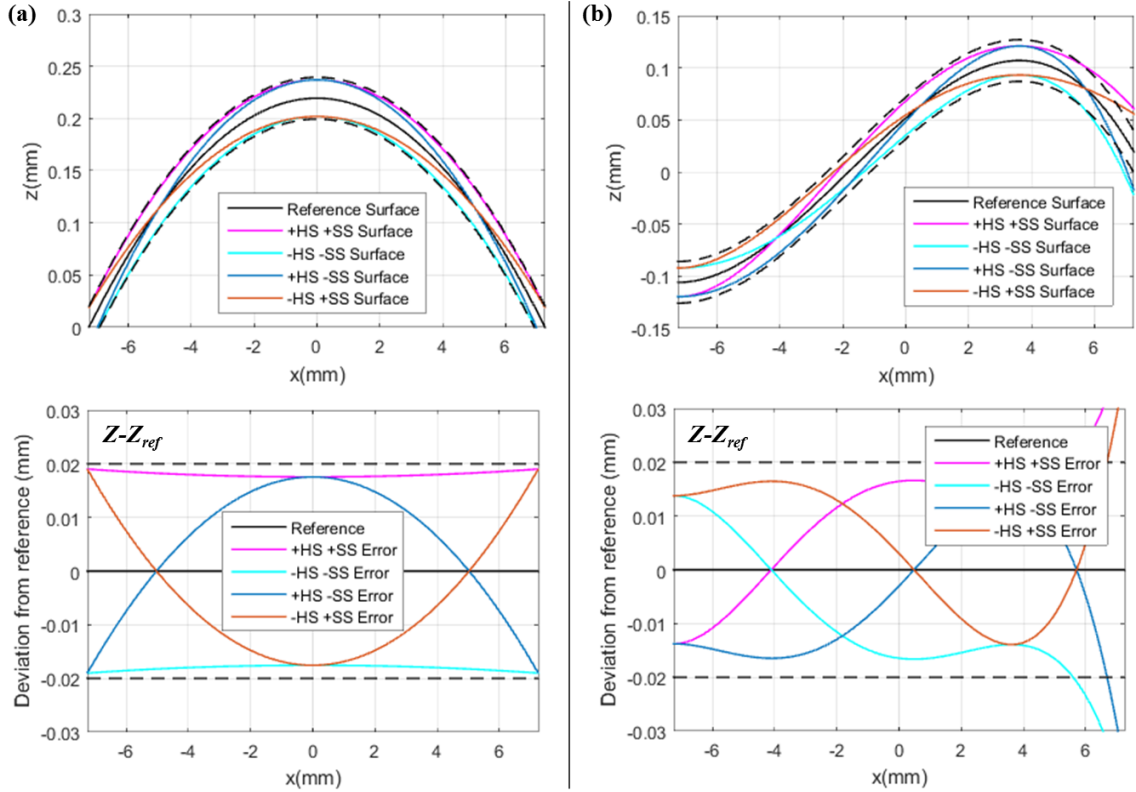 (a)
0.3
0.25
0.2
0.15
0.1
0.05
0
z(mm)
Reference Surface
+HS +SS Surface
-HS -SS Surface
+HS -SS Surface
-HS +SS Surface
-6 -4 -2 0 2 4 6
x(mm)
0.03
0.02
0.01
0
-0.01
-0.02
-0.03
Deviation from reference (mm)
Z-Zref
Reference
+HS +SS Error
-HS -SS Error
+HS -SS Error
-HS +SS Error
-6 -4 -2 0 2 4 6
x(mm)
(b)
0.15
0.1
0.05
0
-0.05
-0.1
-0.15
z(mm)
Reference Surface
+HS +SS Surface
-HS -SS Surface
+HS -SS Surface
-HS +SS Surface
-6 -4 -2 0 2 4 6
x(mm)
0.03
0.02
0.01
0
-0.01
-0.02
-0.03
Deviation from reference (mm)
Z-Zref
Reference
+HS +SS Error
-HS -SS Error
+HS -SS Error
-HS +SS Error
-6 -4 -2 0 2 4 6
x(mm)